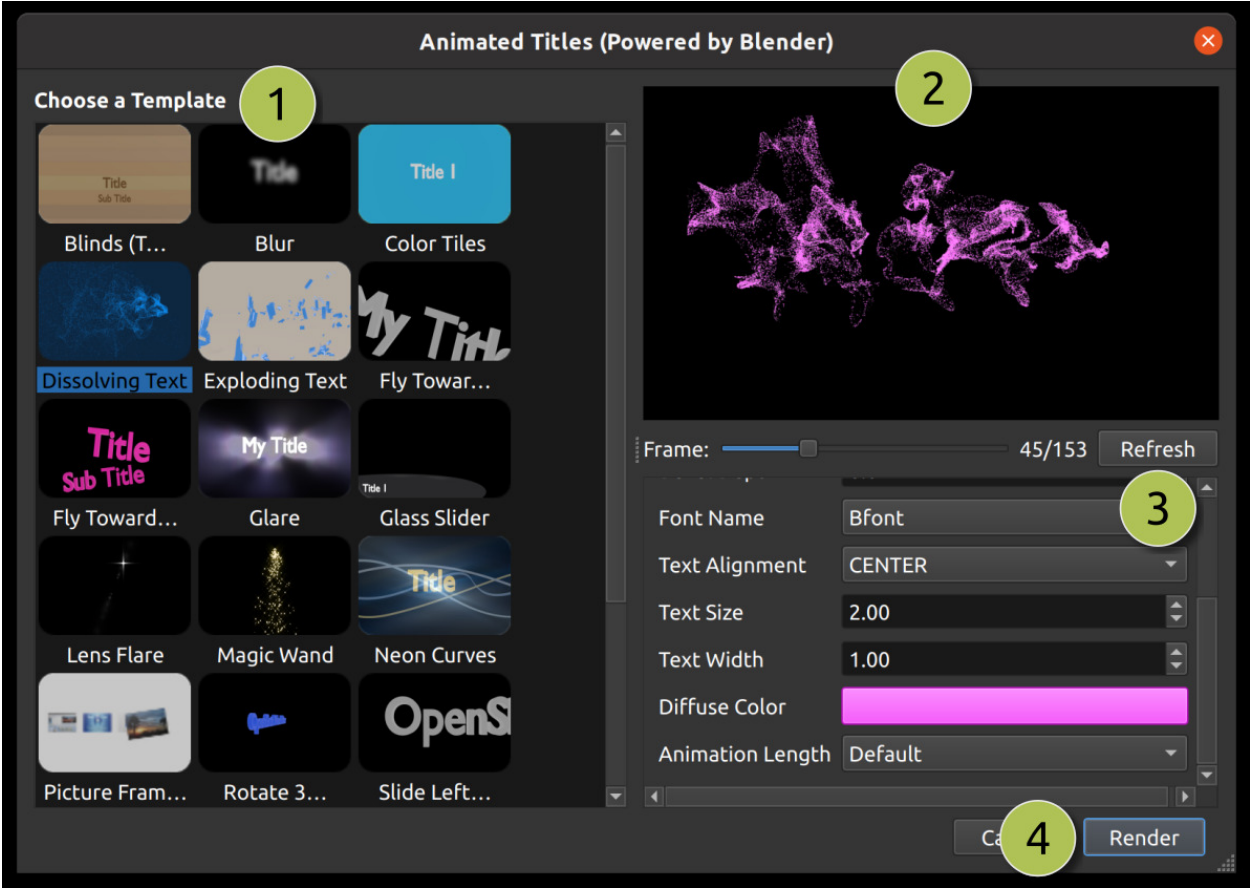 Animated Titles (Powered by Blender)
Choose a Template
1
2
Title
Sub Title
Title
Title 1
Blinds (T...
Blur
Color Tiles
My Title
Dissolving Text
Exploding Text
Fly Towar...
Title
Sub Title
My Title
Title 1
Fly Toward...
Glare
Glass Slider
Title
Lens Flare
Magic Wand
Neon Curves
OpenS
Picture Fram...
Rotate 3...
Slide Left...
Frame:
45/153
Refresh
3
Font Name
Bfont
Text Alignment
CENTER
Text Size
2.00
Text Width
1.00
Diffuse Color
Animation Length
Default
Ca
4
Render